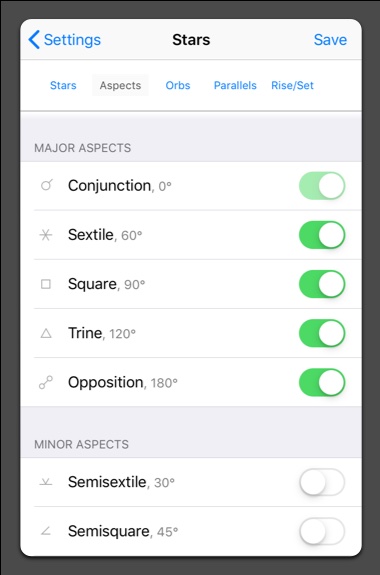 Settings Stars Save
Stars Aspects Orbs Parallels Rise/Set
MAJOR ASPECTS
Conjunction, 0°
Sextile, 60°
Square, 90°
Trine, 120°
Opposition, 180°
MINOR ASPECTS
Semisextile, 30°
Semisquare, 45°